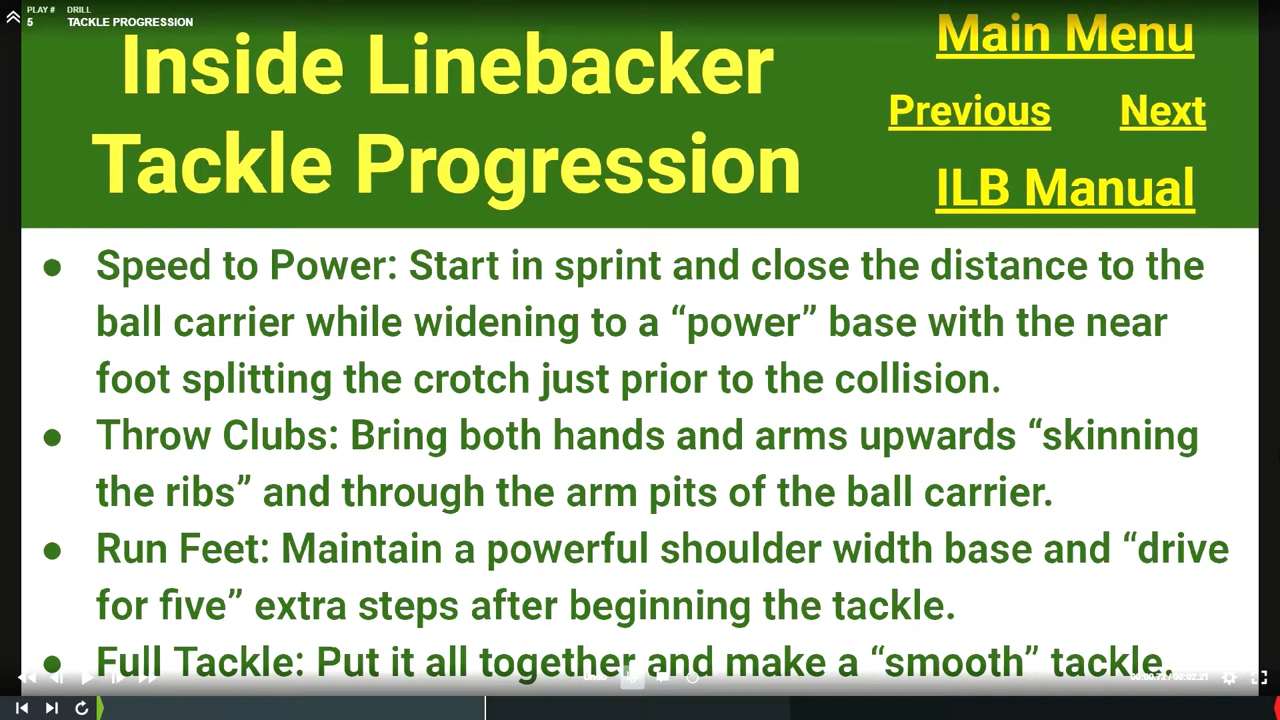 PLAY # DRILL
5 TACKLE PROGRESSION
Inside Linebacker
Tackle Progression
Main Menu
Previous Next
ILB Manual
● Speed to Power: Start in sprint and close the distance to the
ball carrier while widening to a “power” base with the near
foot splitting the crotch just prior to the collision.
● Throw Clubs: Bring both hands and arms upwards “skinning
the ribs” and through the arm pits of the ball carrier.
● Run Feet: Maintain a powerful shoulder width base and “drive
for five” extra steps after beginning the tackle.
● Full Tackle: Put it all together and make a “smooth” tackle.